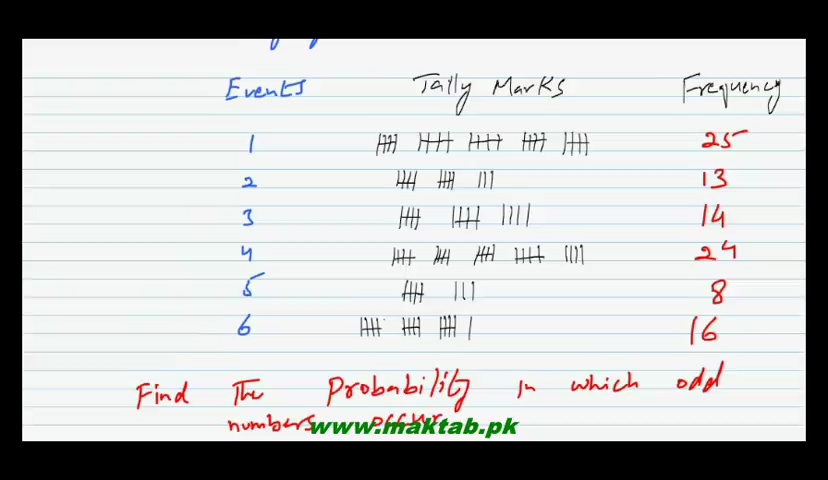 Events Tally Marks Frequency
1 25
2 13
3 14
4 24
5 8
6 16
Find The Probability in which odd
numbers occur
www.maktab.pk